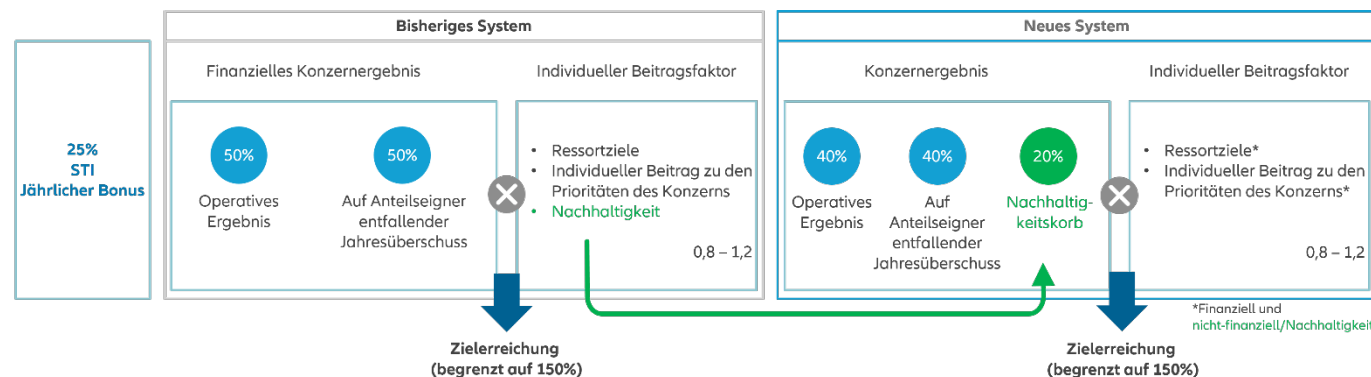 25%
STI
Jährlicher Bonus
Bisheriges System
Finanzielles Konzernergebnis
Individueller Beitragsfaktor
50%
Operatives
Ergebnis
50%
Auf Anteilseigner
entfallender
Jahresüberschuss
• Ressortziele
• Individueller Beitrag zu den
Prioritäten des Konzerns
• Nachhaltigkeit
0,8 – 1,2
Zielerreichung
(begrenzt auf 150%)
Neues System
Konzernergebnis
Individueller Beitragsfaktor
40%
Operatives
Ergebnis
40%
Auf
Anteilseigner
entfallender
Jahresüberschuss
20%
Nachhaltig-
keitskorb
• Ressortziele*
• Individueller Beitrag zu den
Prioritäten des Konzerns*
0,8 – 1,2
*Finanziell und
nicht-finanziell/Nachhaltigkeit
Zielerreichung
(begrenzt auf 150%)